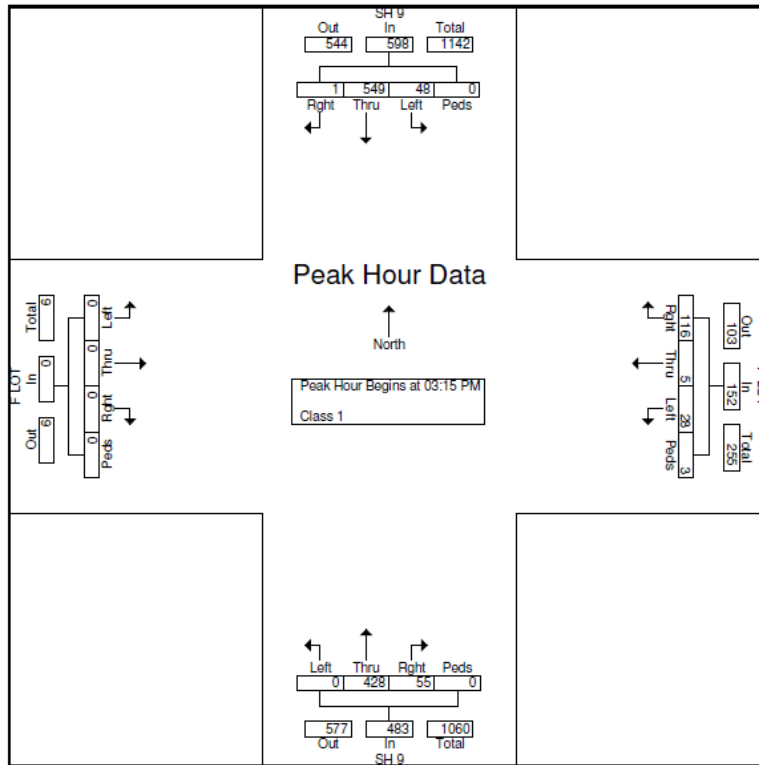 SH 9
Out In Total
544 598 1142
1 549 48 0
Rght Thru Left Peds
Peak Hour Data
North
Peak Hour Begins at 03:15 PM
Class 1
F LOT
Out In Total
6 0 6
Left Thru Rght Peds
0 0 0 0
Rght Thru Left Peds
116 5 28 3
Out In Total
103 152 255
Left Thru Rght Peds
0 428 55 0
577 483 1060
Out In Total
SH 9